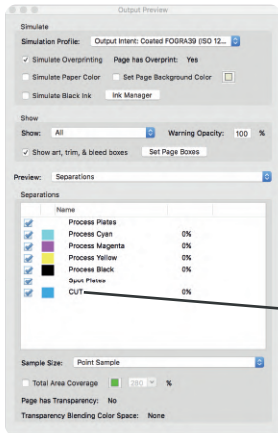 Output Preview
Simulate
Simulation Profile: Output Intent: Coated FOGRA39 (ISO 12...
Simulate Overprinting Page has Overprint: Yes
Simulate Paper Color Set Page Background Color
Simulate Black Ink Ink Manager
Show
Show: All Warning Opacity: 100 %
Show art, trim, & bleed boxes Set Page Boxes
Preview: Separations
Separations
Name
Process Plates
Process Cyan 0%
Process Magenta 0%
Process Yellow 0%
Process Black 0%
Spot Plates
CUT 0%
Sample Size: Point Sample
Total Area Coverage 280 %
Page has Transparency: No
Transparency Blending Color Space: None